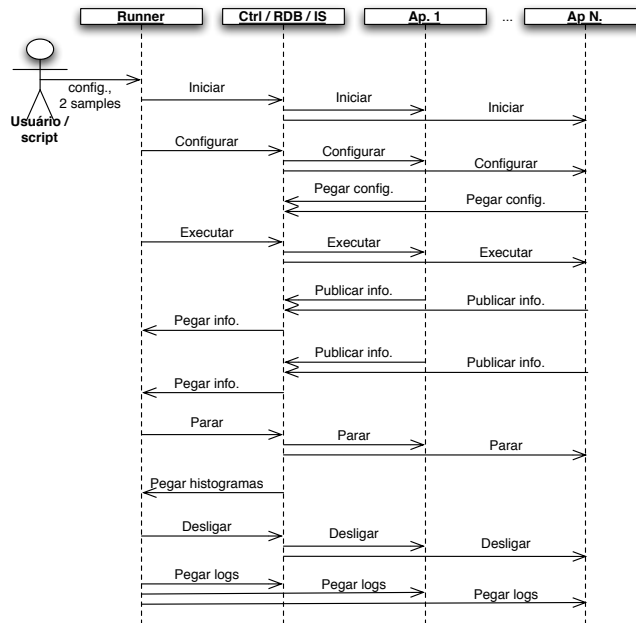 Runner
Ctrl / RDB / IS
Ap. 1
...
Ap N.
config.,
2 samples
Usuário /
script
Iniciar
Iniciar
Iniciar
Configurar
Configurar
Configurar
Pegar config.
Pegar config.
Executar
Executar
Executar
Publicar info.
Publicar info.
Pegar info.
Publicar info.
Publicar info.
Pegar info.
Parar
Parar
Parar
Pegar histogramas
Desligar
Desligar
Desligar
Pegar logs
Pegar logs
Pegar logs